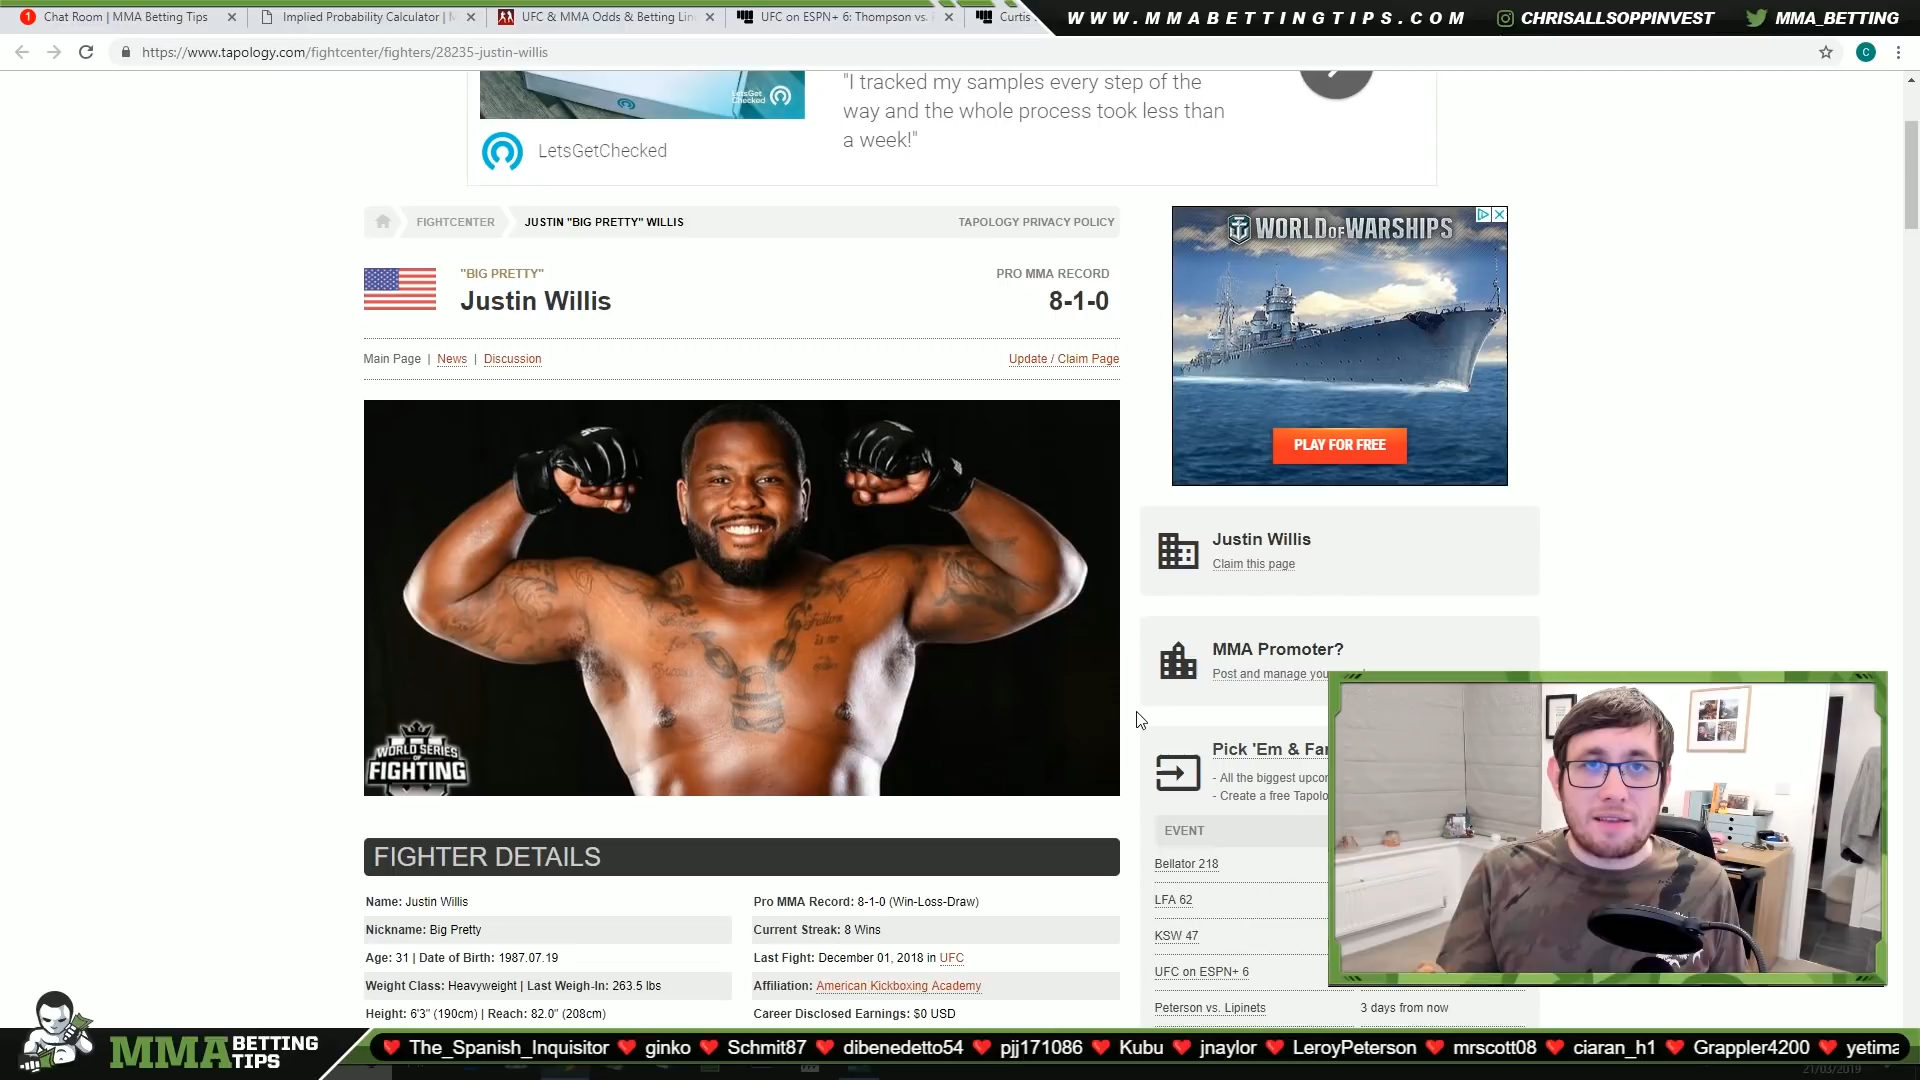 1 Chat Room | MMA Betting Tips
Implied Probability Calculator |
UFC & MMA Odds & Betting Lin
UFC on ESPN+ 6: Thompson vs.
Curtis
WWW.MMABETTINGTIPS.COM
CHRISALLSOPPINVEST
MMA_BETTING
https://www.tapology.com/fightcenter/fighters/28235-justin-willis
C
"I tracked my samples every step of the
way and the whole process took less than
a week!"
LetsGetChecked
LetsGetChecked
FIGHTCENTER
JUSTIN "BIG PRETTY" WILLIS
TAPOLOGY PRIVACY POLICY
"BIG PRETTY"
PRO MMA RECORD
Justin Willis
8-1-0
Main Page | News | Discussion
Update / Claim Page
WORLD OF WARSHIPS
PLAY FOR FREE
WORLD SERIES
OF
FIGHTING
Justin Willis
Claim this page
MMA Promoter?
Post and manage you
Pick 'Em & Fan
- All the biggest upcor
- Create a free Tapolo
EVENT
Bellator 218
LFA 62
KSW 47
UFC on ESPN+ 6
Peterson vs. Lipinets
3 days from now
FIGHTER DETAILS
Name: Justin Willis
Pro MMA Record: 8-1-0 (Win-Loss-Draw)
Nickname: Big Pretty
Current Streak: 8 Wins
Age: 31 | Date of Birth: 1987.07.19
Last Fight: December 01, 2018 in UFC
Weight Class: Heavyweight | Last Weigh-In: 263.5 lbs
Affiliation: American Kickboxing Academy
Height: 6'3" (190cm) | Reach: 82.0" (208cm)
Career Disclosed Earnings: $0 USD
MMA BETTING TIPS
The_Spanish_Inquisitor ginko Schmit87 dibenedetto54 pjj171086 Kubu jnaylor LeroyPeterson mrscott08 ciaran_h1 Grappler4200 yetima
21/03/2019